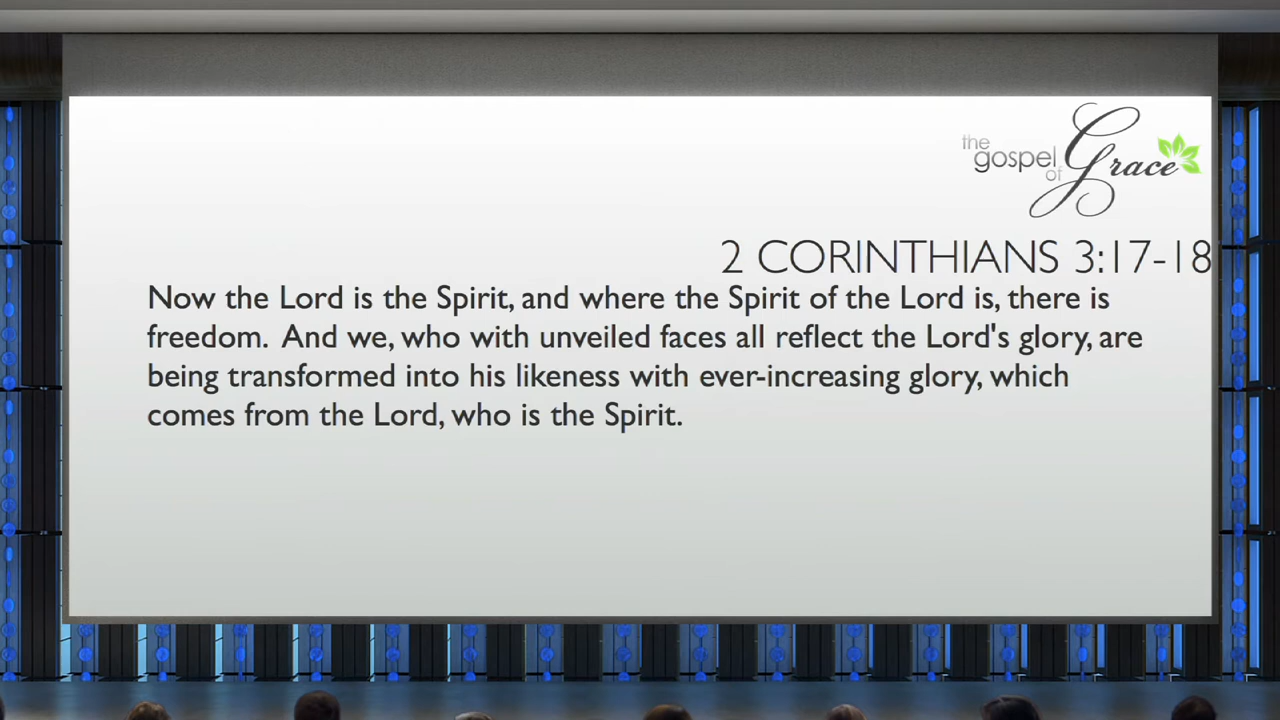 the
gospel
of
Grace
2 CORINTHIANS 3:17-18
Now the Lord is the Spirit, and where the Spirit of the Lord is, there is
freedom.  And we, who with unveiled faces all reflect the Lord's glory, are
being transformed into his likeness with ever-increasing glory, which
comes from the Lord, who is the Spirit.